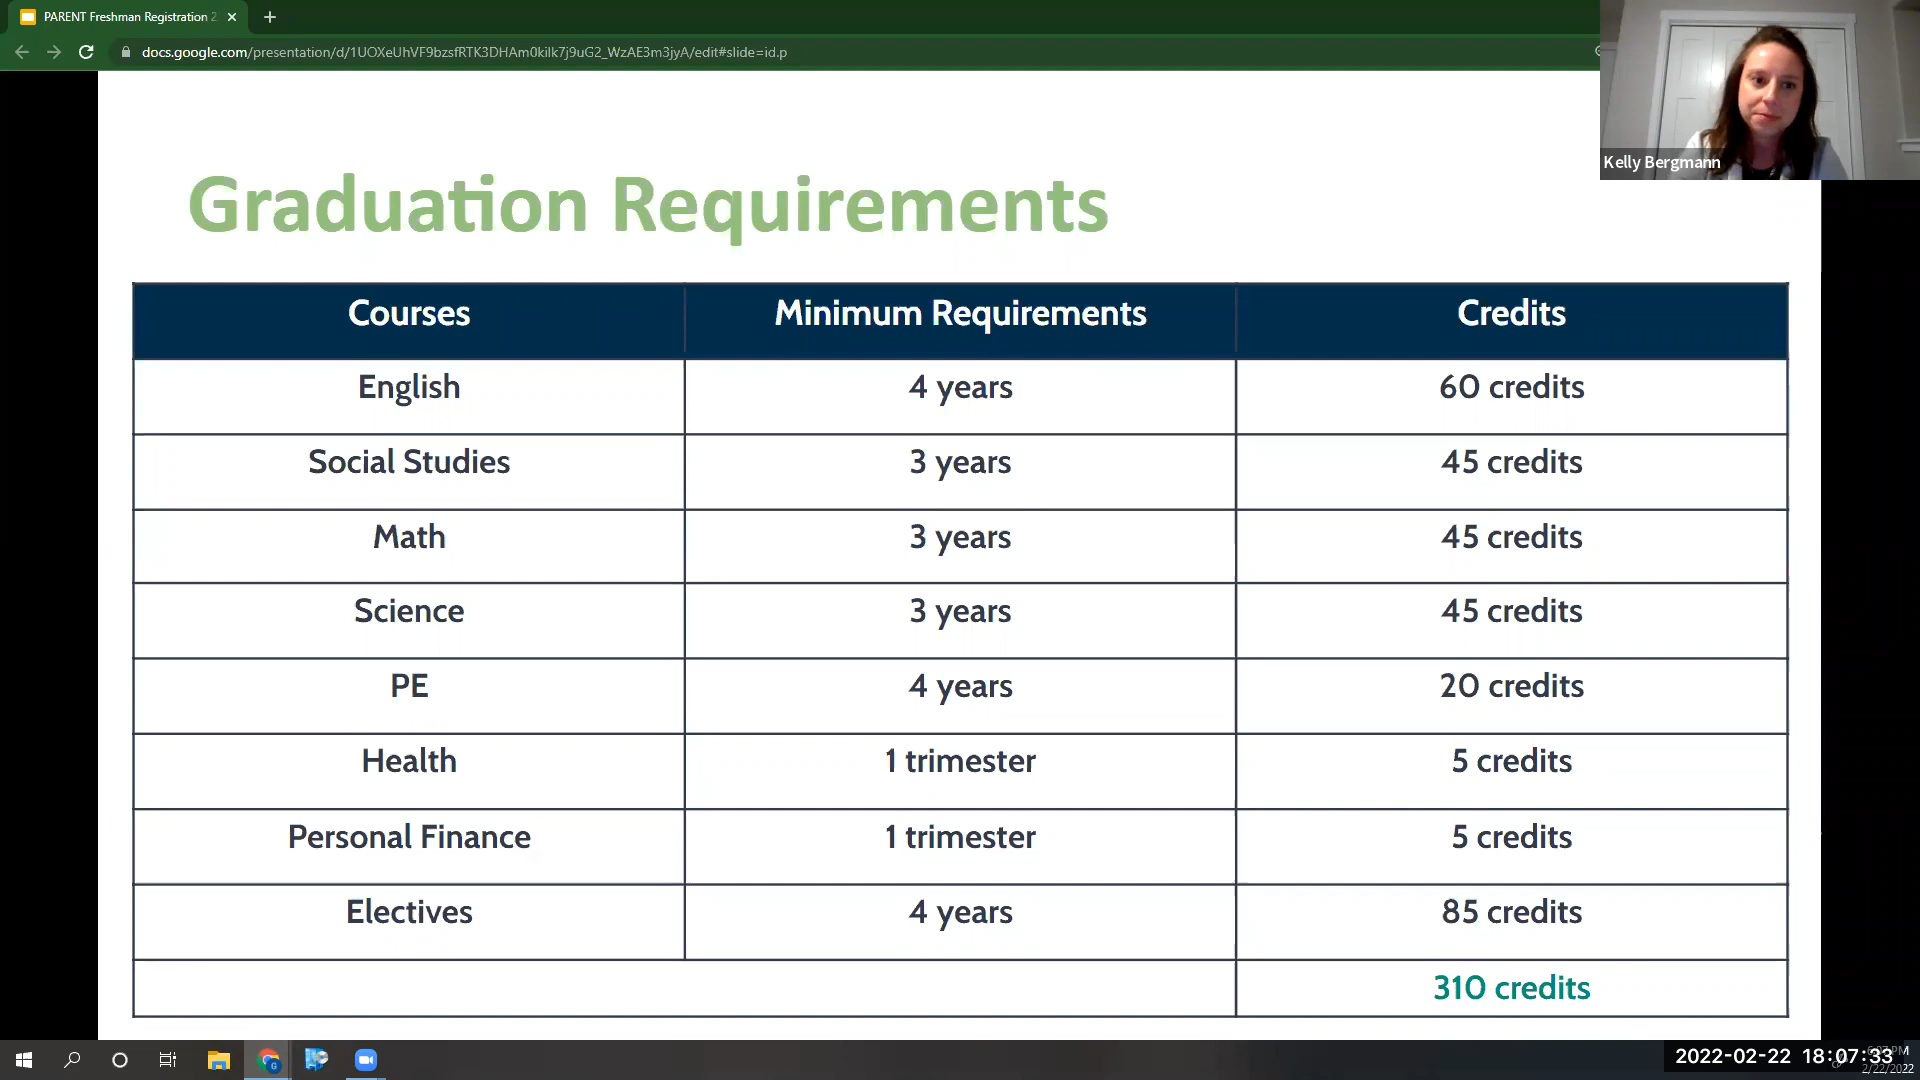 PARENT Freshman Registration 2
docs.google.com/presentation/d/1UOXeUhVF9bzsfRTK3DHAm0kilk7j9uG2_WzAE3m3jyA/edit#slide=id.p
Kelly Bergmann
Graduation Requirements
Courses Minimum Requirements Credits
English 4 years 60 credits
Social Studies 3 years 45 credits
Math 3 years 45 credits
Science 3 years 45 credits
PE 4 years 20 credits
Health 1 trimester 5 credits
Personal Finance 1 trimester 5 credits
Electives 4 years 85 credits
310 credits
2022-02-22 18:07:33
2/22/2022